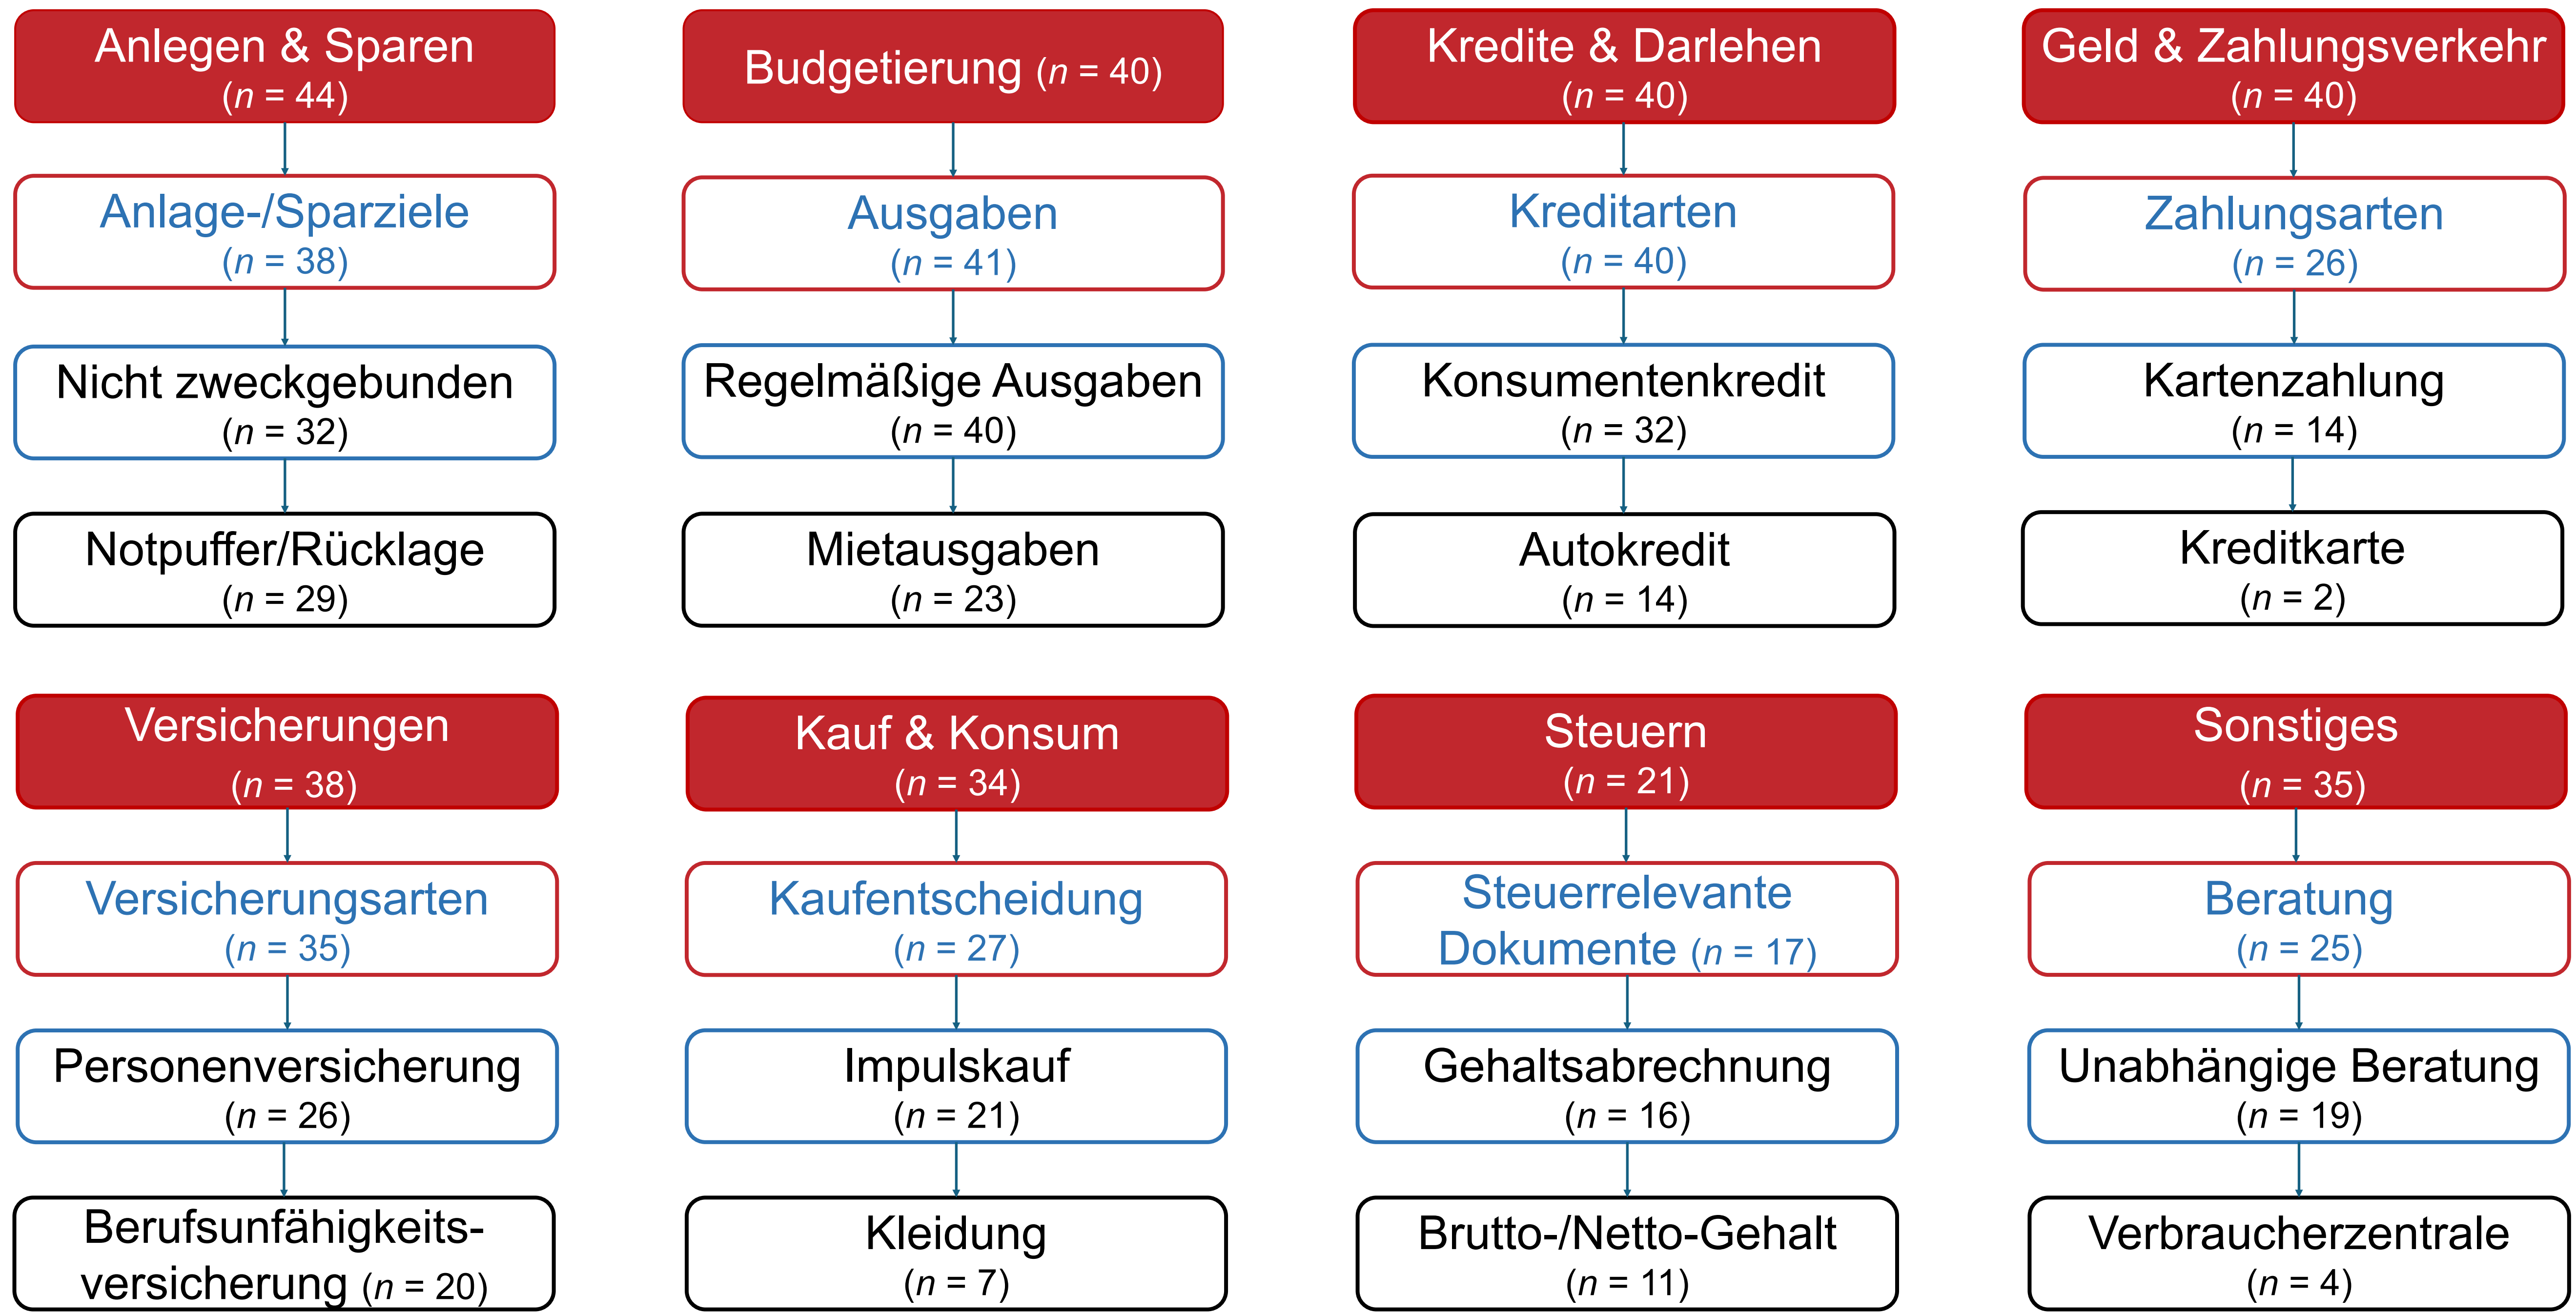 Anlegen & Sparen
(n = 44)
Anlage-/Sparziele
(n = 38)
Nicht zweckgebunden
(n = 32)
Notpuffer/Rücklage
(n = 29)
Budgetierung (n = 40)
Ausgaben
(n = 41)
Regelmäßige Ausgaben
(n = 40)
Mietausgaben
(n = 23)
Kredite & Darlehen
(n = 40)
Kreditarten
(n = 40)
Konsumentenkredit
(n = 32)
Autokredit
(n = 14)
Geld & Zahlungsverkehr
(n = 40)
Zahlungsarten
(n = 26)
Kartenzahlung
(n = 14)
Kreditkarte
(n = 2)
Versicherungen
(n = 38)
Versicherungsarten
(n = 35)
Personenversicherung
(n = 26)
Berufsunfähigkeits-
versicherung (n = 20)
Kauf & Konsum
(n = 34)
Kaufentscheidung
(n = 27)
Impulskauf
(n = 21)
Kleidung
(n = 7)
Steuern
(n = 21)
Steuerrelevante
Dokumente (n = 17)
Gehaltsabrechnung
(n = 16)
Brutto-/Netto-Gehalt
(n = 11)
Sonstiges
(n = 35)
Beratung
(n = 25)
Unabhängige Beratung
(n = 19)
Verbraucherzentrale
(n = 4)